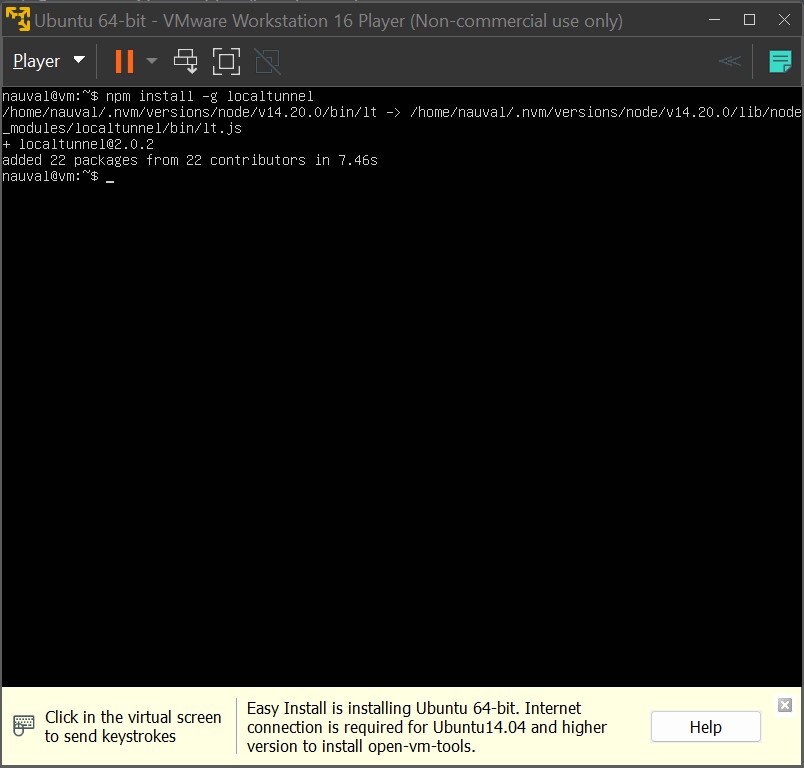 Ubuntu 64-bit - VMware Workstation 16 Player (Non-commercial use only)
Player
nauval@vm:~$ npm install -g localtunnel
/home/nauval/.nvm/versions/node/v14.20.0/bin/lt -> /home/nauval/.nvm/versions/node/v14.20.0/lib/node
_modules/localtunnel/bin/lt.js
+ localtunnel@2.0.2
added 22 packages from 22 contributors in 7.46s
nauval@vm:~$ _
Click in the virtual screen
to send keystrokes
Easy Install is installing Ubuntu 64-bit. Internet
connection is required for Ubuntu14.04 and higher
version to install open-vm-tools.
Help